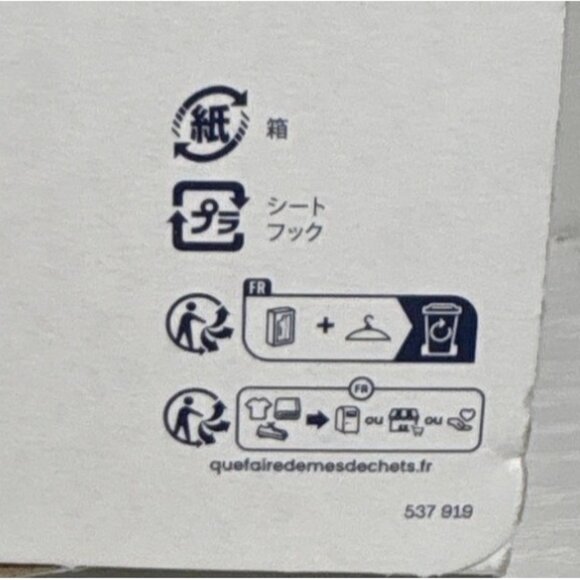 紙 箱
プラ シート
フック
FR
+
FR
ou ou
quefairedemesdechets.fr
537 919